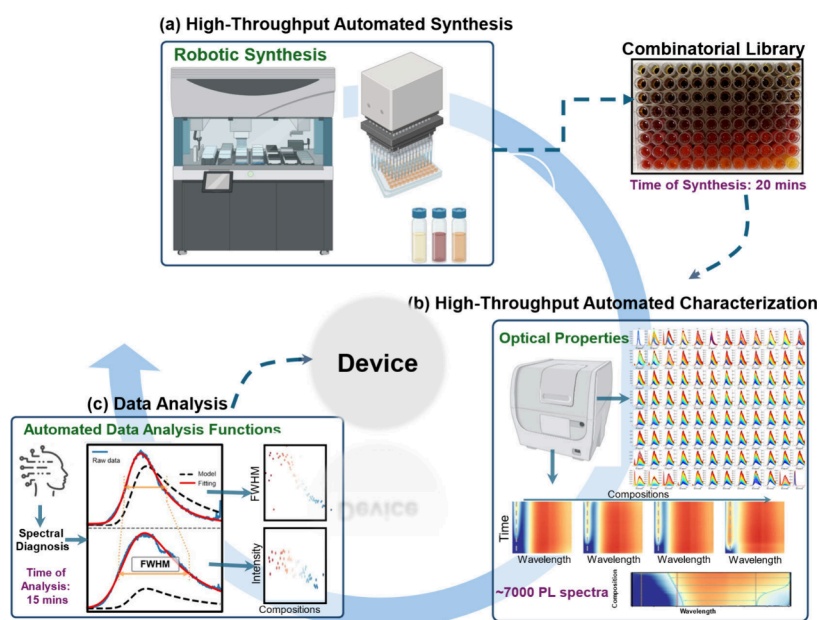 (a) High-Throughput Automated Synthesis
Robotic Synthesis
Combinatorial Library
Time of Synthesis: 20 mins
(b) High-Throughput Automated Characterization
Optical Properties
Compositions
Time
Wavelength
Wavelength
Wavelength
Wavelength
~7000 PL spectra
Composition
Wavelength
Device
Device
(c) Data Analysis
Automated Data Analysis Functions
Raw data
Model
Fitting
Spectral
Diagnosis
Time of
Analysis:
15 mins
FWHM
FWHM
Intensity
Compositions